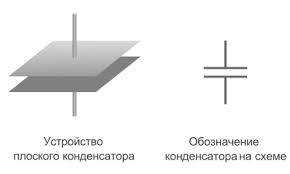 Устройство
плоского конденсатора
Обозначение
конденсатора на схеме